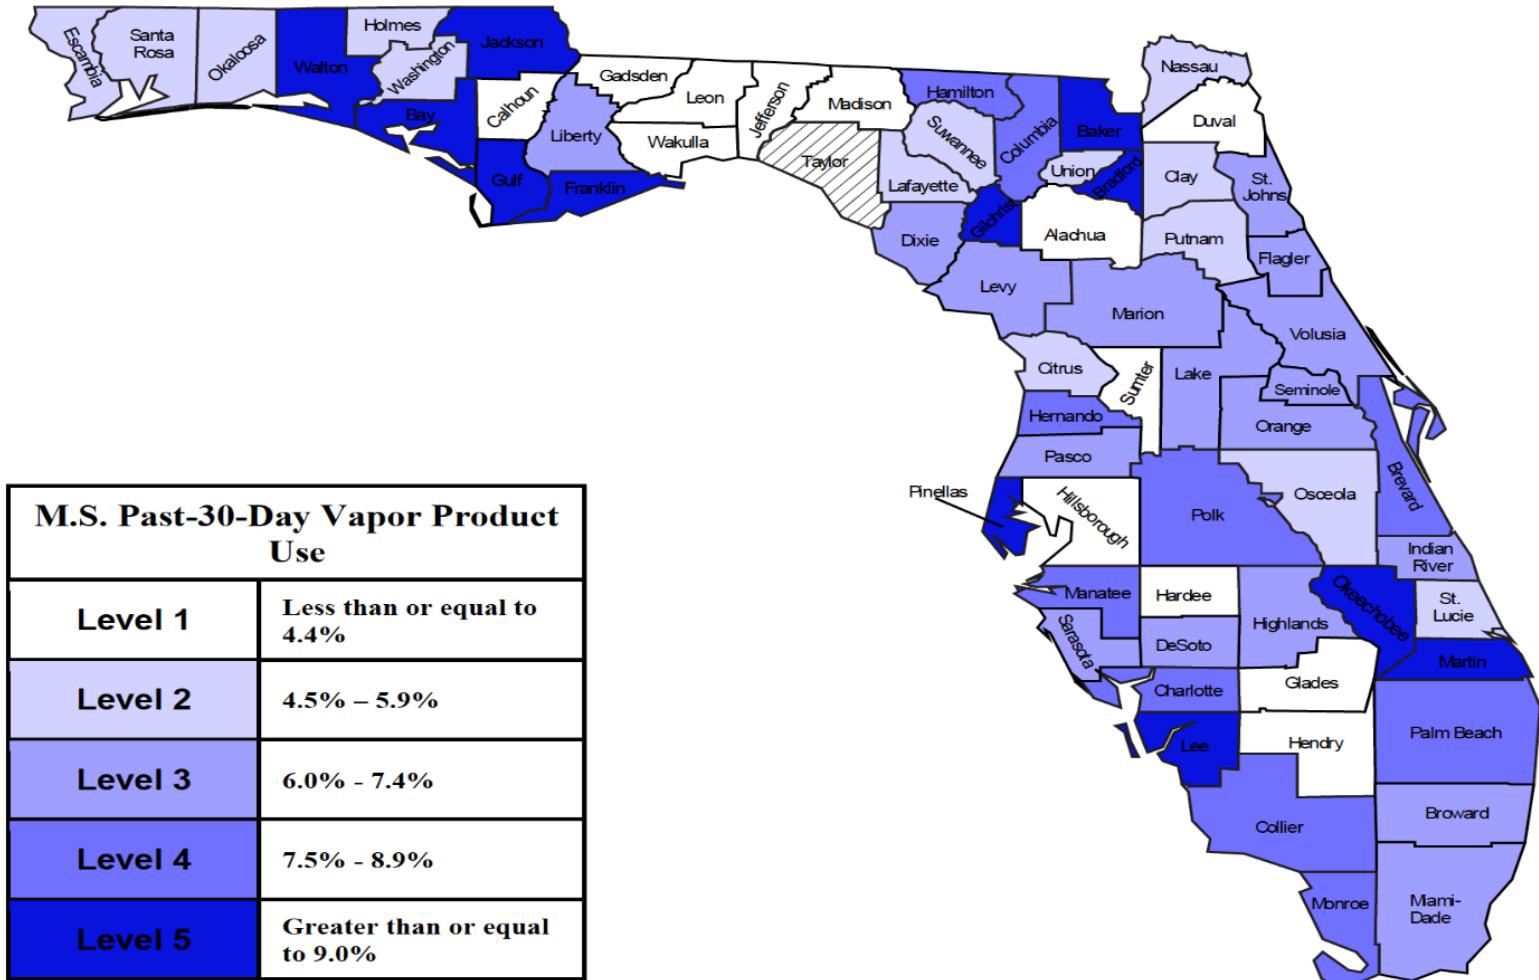 Escambia
Santa
Rosa
Okaloosa
Walton
Holmes
Washington
Jackson
Bay
Calhoun
Gulf
Liberty
Franklin
Gadsden
Leon
Wakulla
Jefferson
Madison
Taylor
Hamilton
Suwannee
Lafayette
Columbia
Baker
Union
Bradford
Gilchrist
Dixie
Alachua
Nassau
Duval
Clay
St.
Johns
Putnam
Flagler
Levy
Marion
Volusia
Citrus
Sumter
Lake
Seminole
Orange
Hernando
Pasco
Pinellas
Hillsborough
Polk
Osceola
Brevard
Indian
River
Manatee
Hardee
Highlands
Okeechobee
St.
Lucie
Sarasota
DeSoto
Martin
Charlotte
Glades
Lee
Hendry
Palm Beach
Collier
Broward
Monroe
Miami-
Dade
M.S. Past-30-Day Vapor Product
Use
Level 1
Less than or equal to
4.4%
Level 2
4.5% – 5.9%
Level 3
6.0% - 7.4%
Level 4
7.5% - 8.9%
Level 5
Greater than or equal
to 9.0%